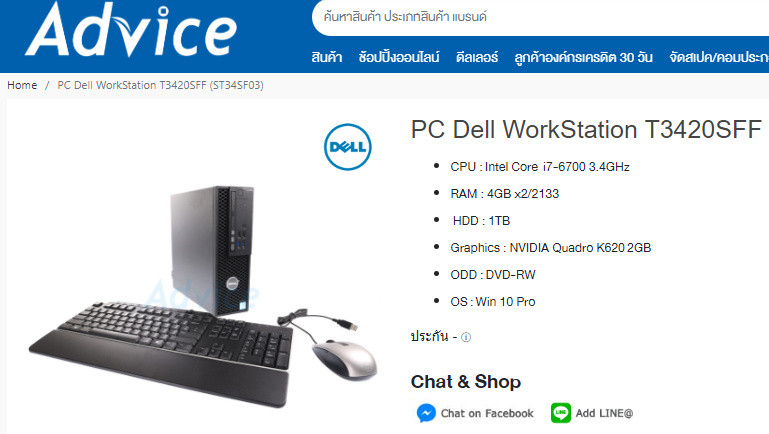 Advice
ค้นหาสินค้า ประเภทสินค้า แบรนด์
สินค้า ช้อปปิ้งออนไลน์ ดีลเลอร์ ลูกค้าองค์กรเครดิต 30 วัน จัดสเปค/คอมประก
Home / PC Dell WorkStation T3420SFF (ST34SF03)
DELL
PC Dell WorkStation T3420SFF
• CPU : Intel Core i7-6700 3.4GHz
• RAM : 4GB x2/2133
• HDD : 1TB
• Graphics : NVIDIA Quadro K620 2GB
• ODD : DVD-RW
• OS : Win 10 Pro
DELL
Advice
ประกัน -
Chat & Shop
Chat on Facebook
LINE Add LINE@